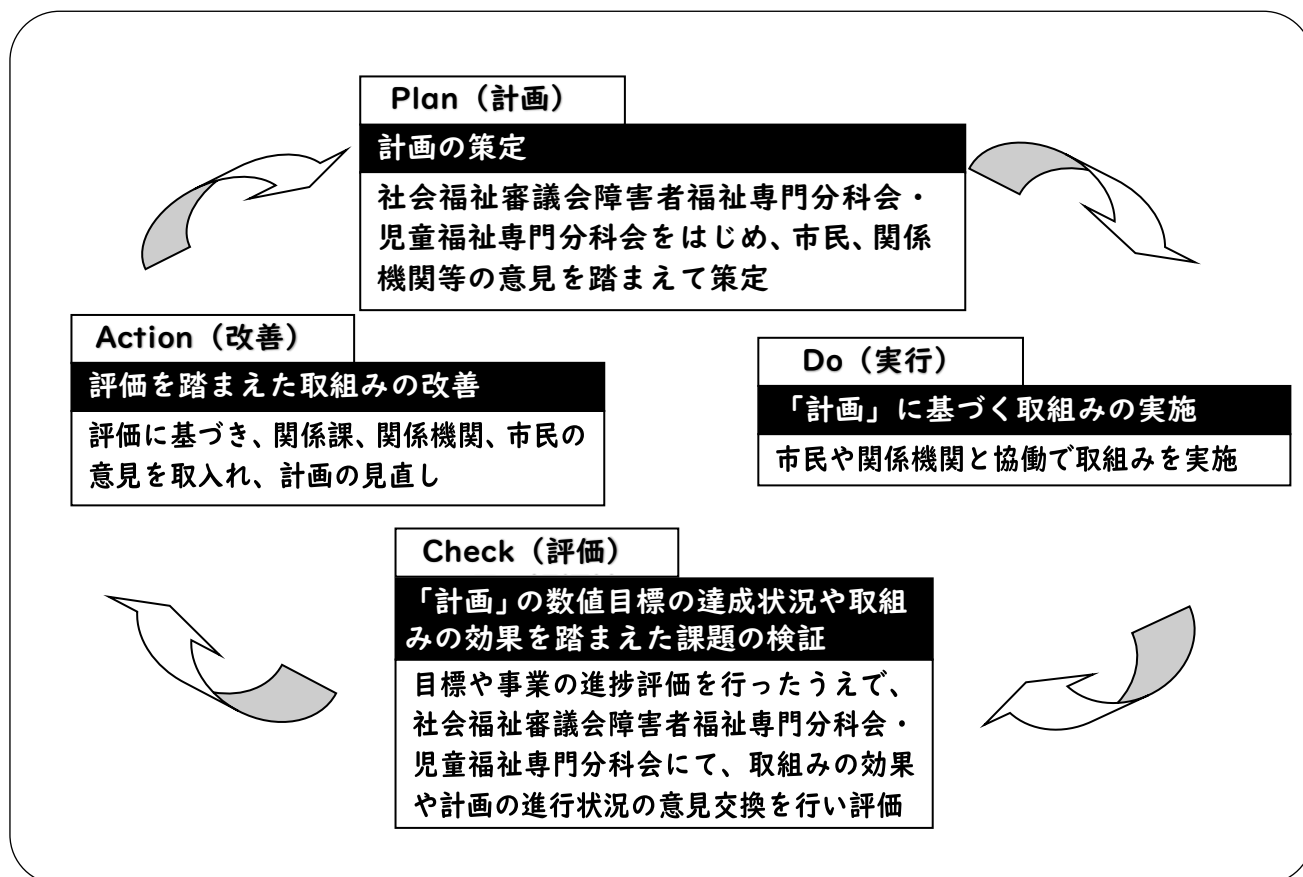 Plan（計画）
計画の策定
社会福祉審議会障害者福祉専門分科会・
児童福祉専門分科会をはじめ、市民、関係
機関等の意見を踏まえて策定
Action（改善）
評価を踏まえた取組みの改善
評価に基づき、関係課、関係機関、市民の
意見を取入れ、計画の見直し
Do（実行）
「計画」に基づく取組みの実施
市民や関係機関と協働で取組みを実施
Check（評価）
「計画」の数値目標の達成状況や取組
みの効果を踏まえた課題の検証
目標や事業の進捗評価を行ったうえで、
社会福祉審議会障害者福祉専門分科会・
児童福祉専門分科会にて、取組みの効果
や計画の進行状況の意見交換を行い評価